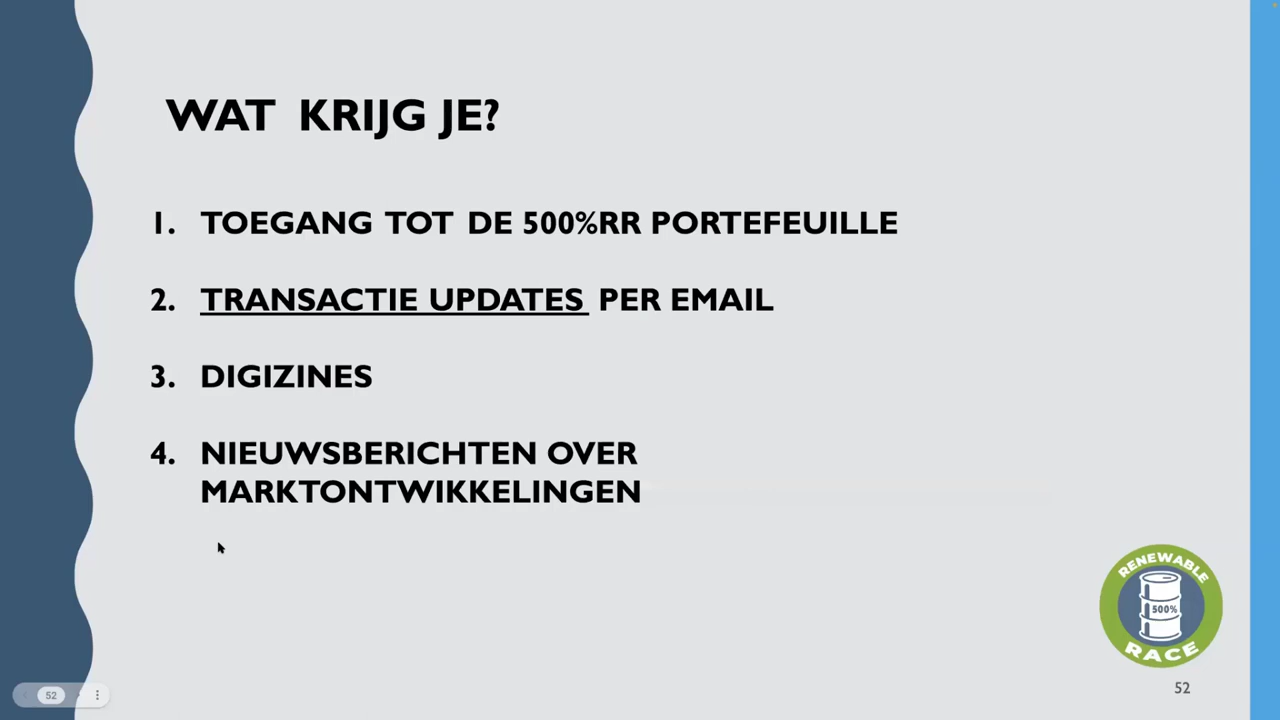 WAT KRIJG JE?
1. TOEGANG TOT DE 500%RR PORTEFEUILLE
2. TRANSACTIE UPDATES PER EMAIL
3. DIGIZINES
4. NIEUWSBERICHTEN OVER
MARKTONTWIKKELINGEN
RENEWABLE
500%
RACE
52
52